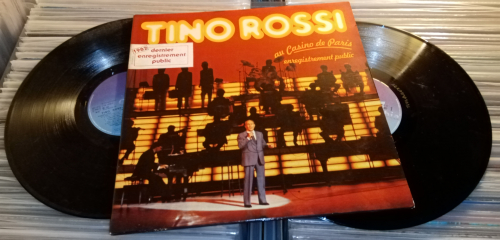 TINO ROSSI
1982: dernier
enregistrement
public
au Casino de Paris
enregistrement public